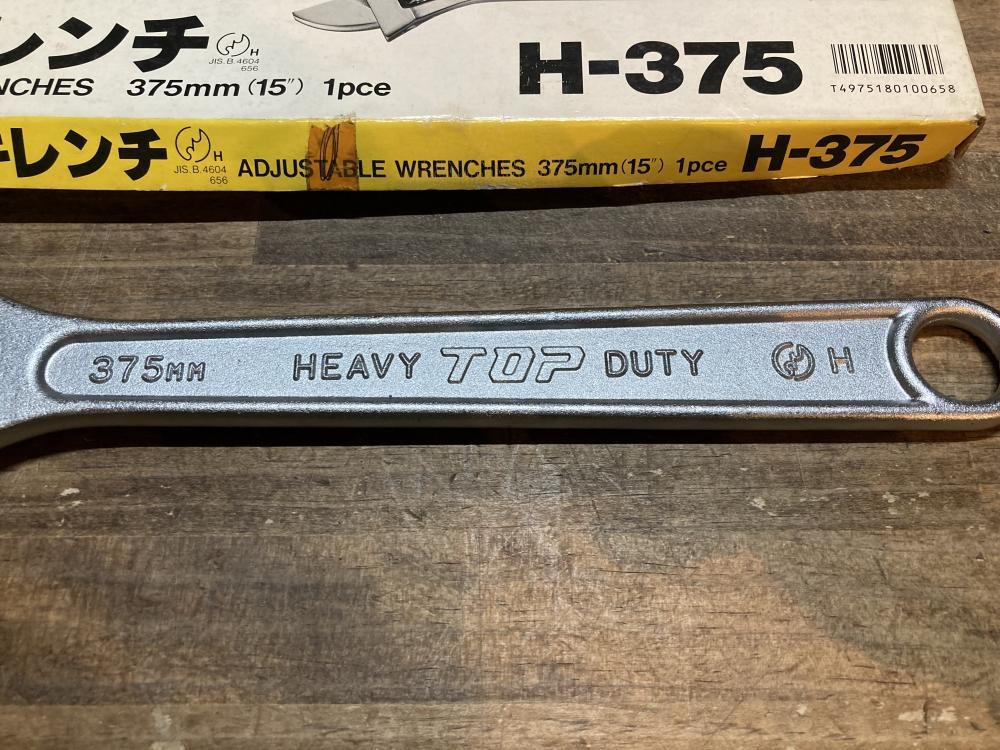 レンチ H
JIS.B.4604
656
H-375
T4975180100658
NCHES 375mm(15″) 1pce
レンチ H
JIS.B.4604
656
ADJUSTABLE WRENCHES 375mm(15″) 1pce H-375
375MM HEAVY TOP DUTY H